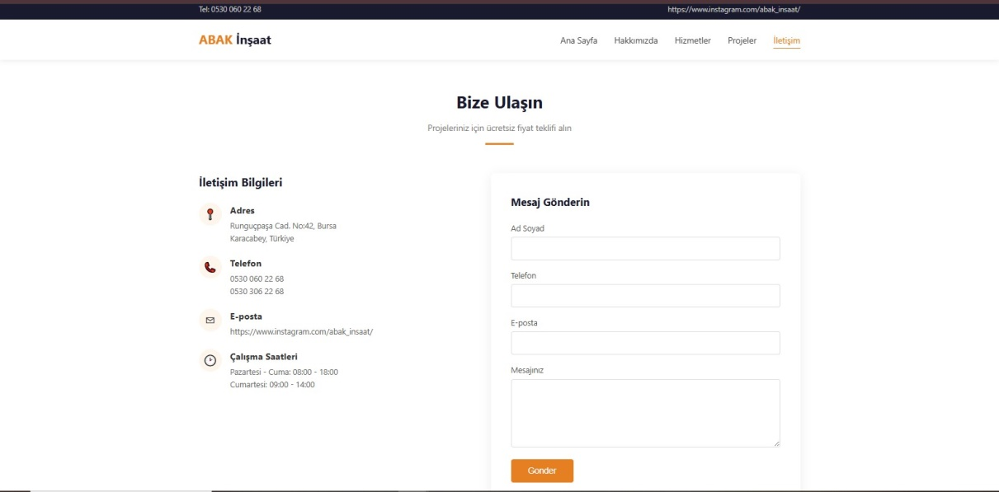 Tel: 0530 060 22 68
https://www.instagram.com/abak_insaat/
ABAK İnşaat
Ana Sayfa
Hakkımızda
Hizmetler
Projeler
İletişim
Bize Ulaşın
Projeleriniz için ücretsiz fiyat teklifi alın
İletişim Bilgileri
Adres
Runguçpaşa Cad. No:42, Bursa
Karacabey, Türkiye
Telefon
0530 060 22 68
0530 306 22 68
E-posta
https://www.instagram.com/abak_insaat/
Çalışma Saatleri
Pazartesi - Cuma: 08:00 - 18:00
Cumartesi: 09:00 - 14:00
Mesaj Gönderin
Ad Soyad
Telefon
E-posta
Mesajınız
Gonder